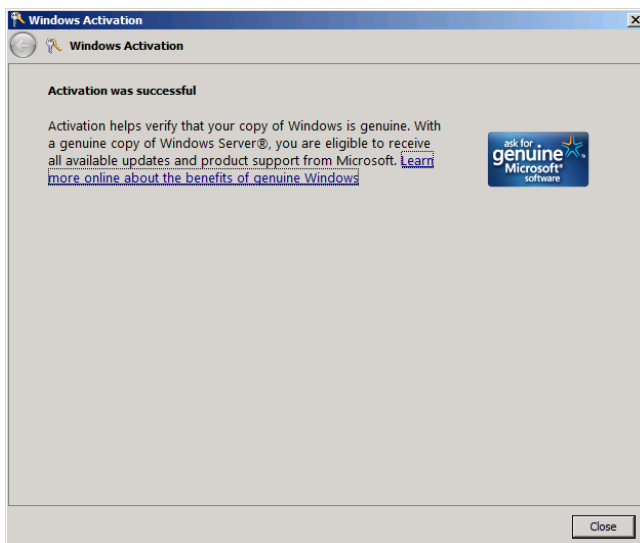 Windows Activation
Windows Activation
Activation was successful
Activation helps verify that your copy of Windows is genuine. With
a genuine copy of Windows Server®, you are eligible to receive
all available updates and product support from Microsoft. Learn
more online about the benefits of genuine Windows
ask for
genuine
Microsoft®
software
Close